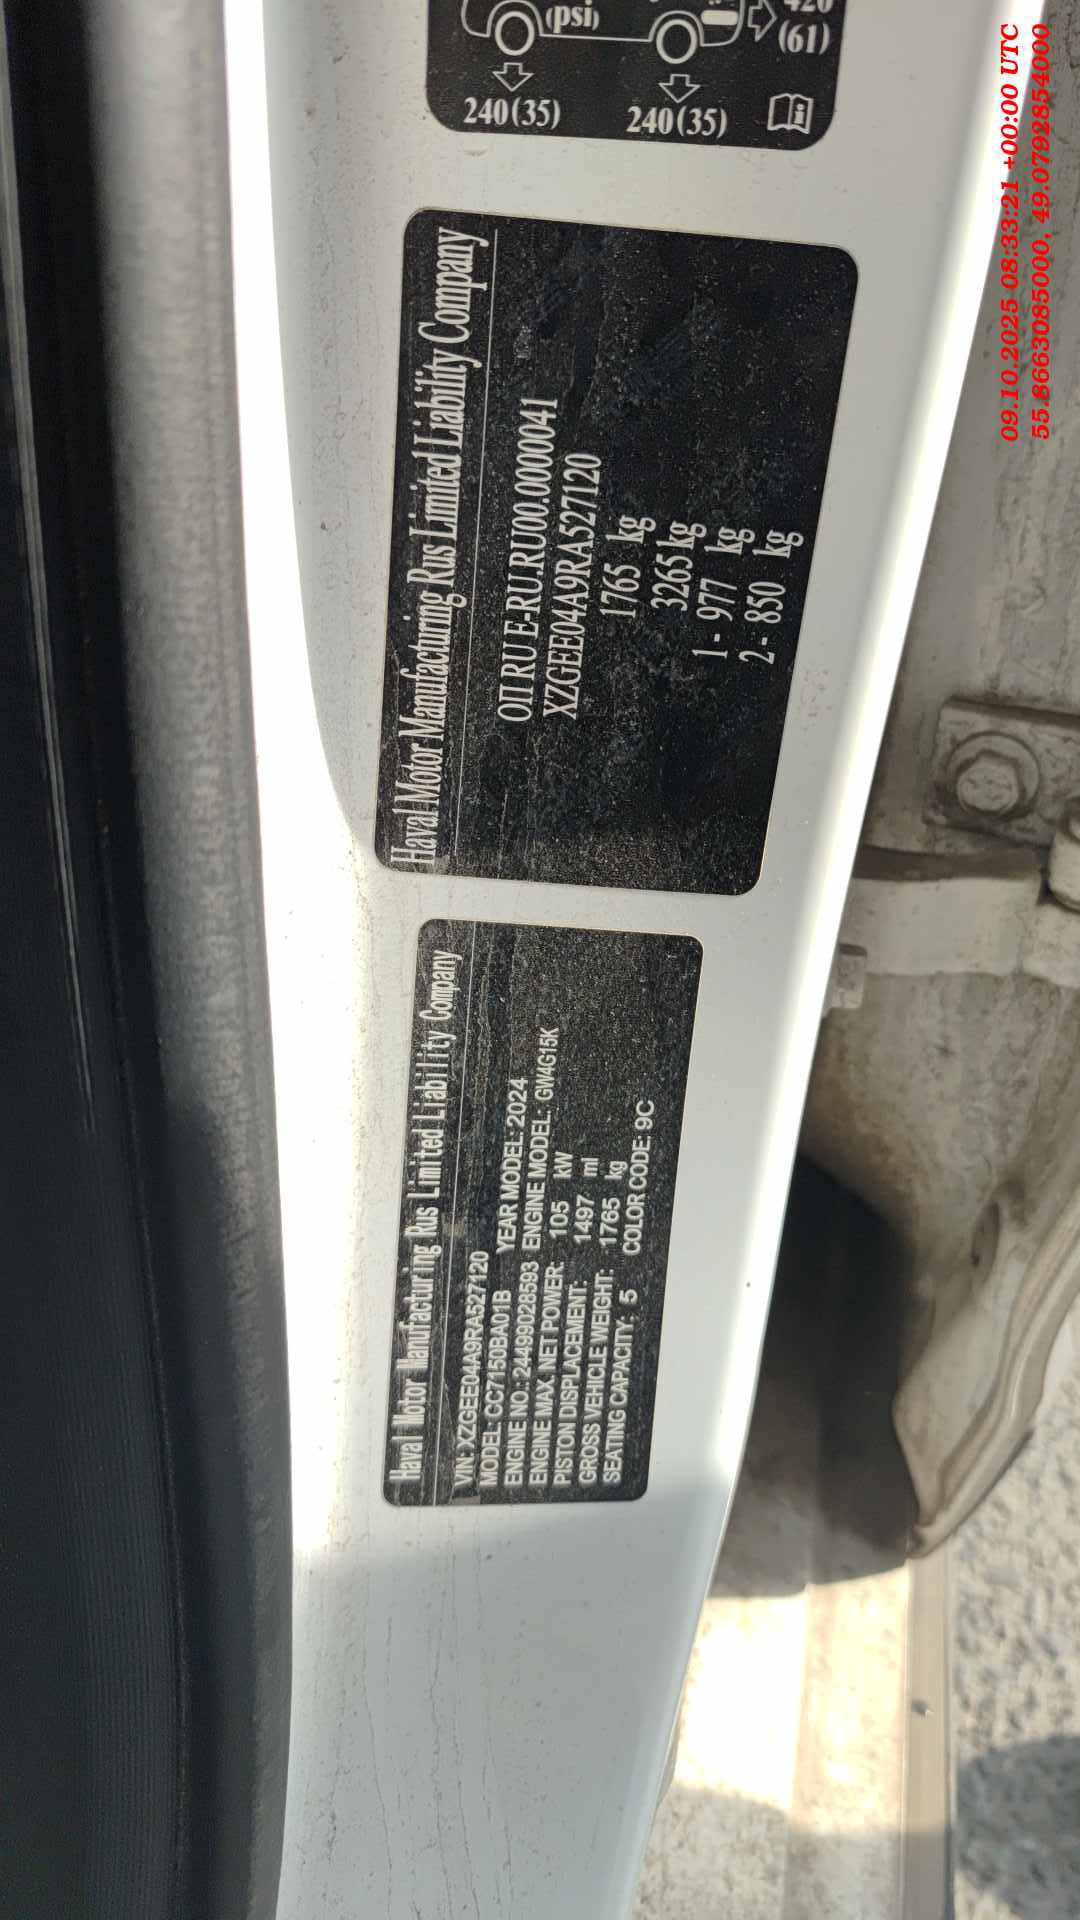 (psi)
420
(61)
240(35)
240(35)
Haval Motor Manufacturing Rus Limited Liability Company
ОП RU E-RU.RU00.0000041
XZGEE04A9RA527120
1765 kg
3265 kg
1- 977 kg
2- 850 kg
Haval Motor Manufacturing Rus Limited Liability Company
VIN: XZGEE04A9RA527120
MODEL: CC7150BA01B YEAR MODEL: 2024
ENGINE NO.: 24499028593 ENGINE MODEL: GW4G15K
ENGINE MAX. NET POWER: 105 kW
PISTON DISPLACEMENT: 1497 ml
GROSS VEHICLE WEIGHT: 1765 kg
SEATING CAPACITY: 5 COLOR CODE: 9C
09.10.2025 08:33:21 +00:00 UTC
55.8663085000, 49.0792854000